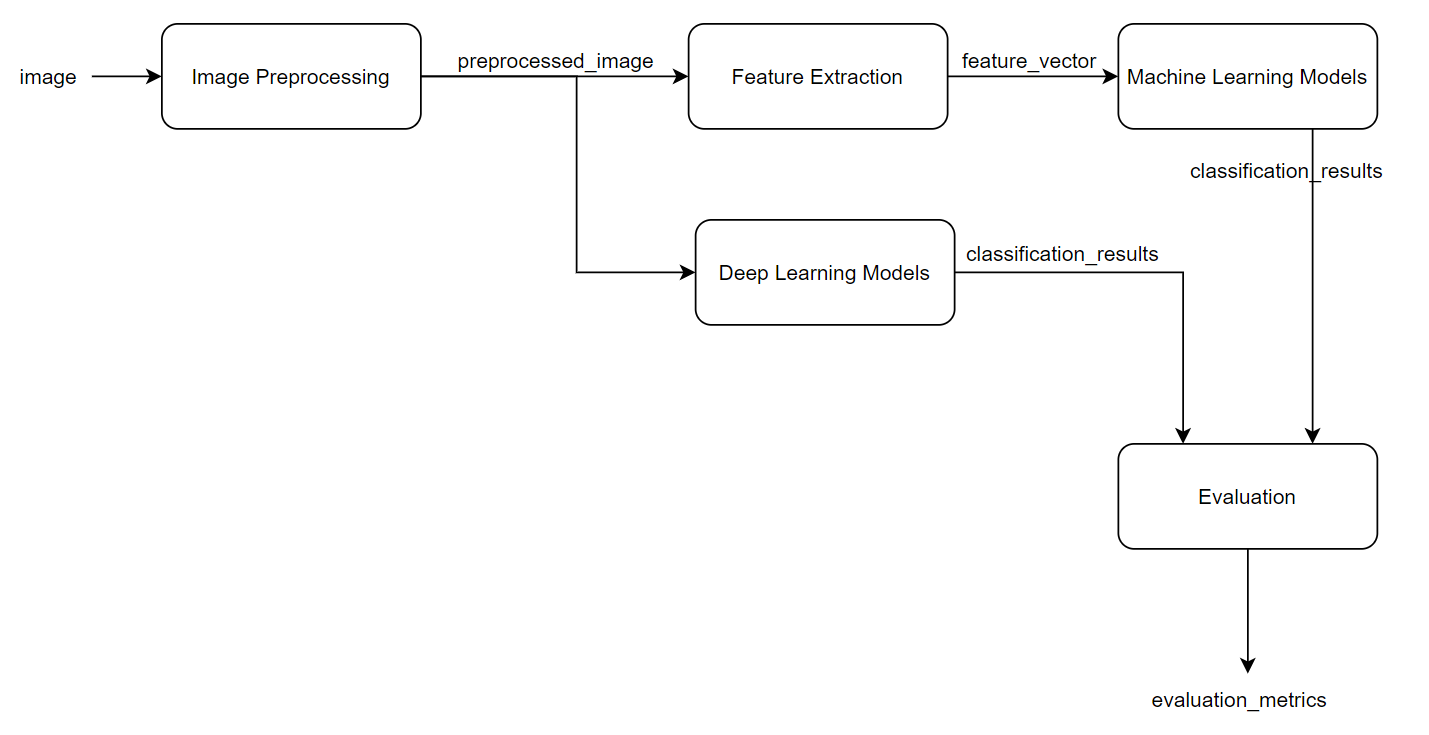 image
Image Preprocessing
preprocessed_image
Feature Extraction
feature_vector
Machine Learning Models
classification_results
Deep Learning Models
classification_results
Evaluation
evaluation_metrics